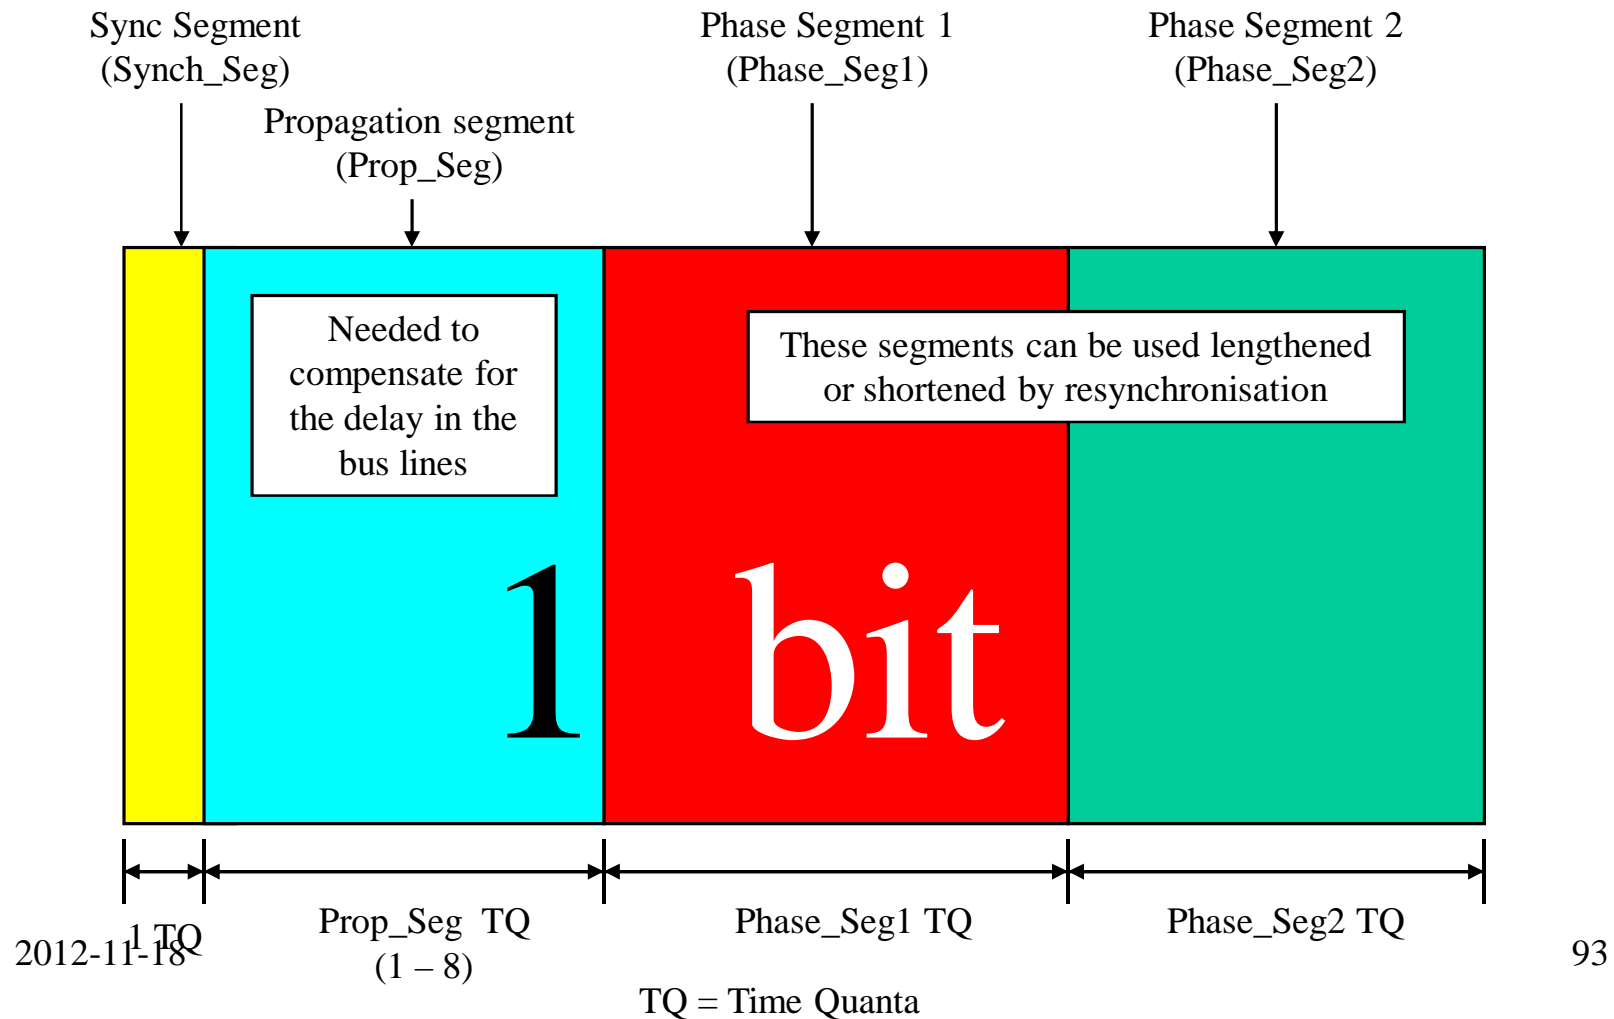 Sync Segment
(Synch_Seg)
Propagation segment
(Prop_Seg)
Phase Segment 1
(Phase_Seg1)
Phase Segment 2
(Phase_Seg2)
Needed to
compensate for
the delay in the
bus lines
These segments can be used lengthened
or shortened by resynchronisation
1 bit
1 TQ
Prop_Seg TQ
(1 – 8)
Phase_Seg1 TQ
Phase_Seg2 TQ
2012-11-18
93
TQ = Time Quanta